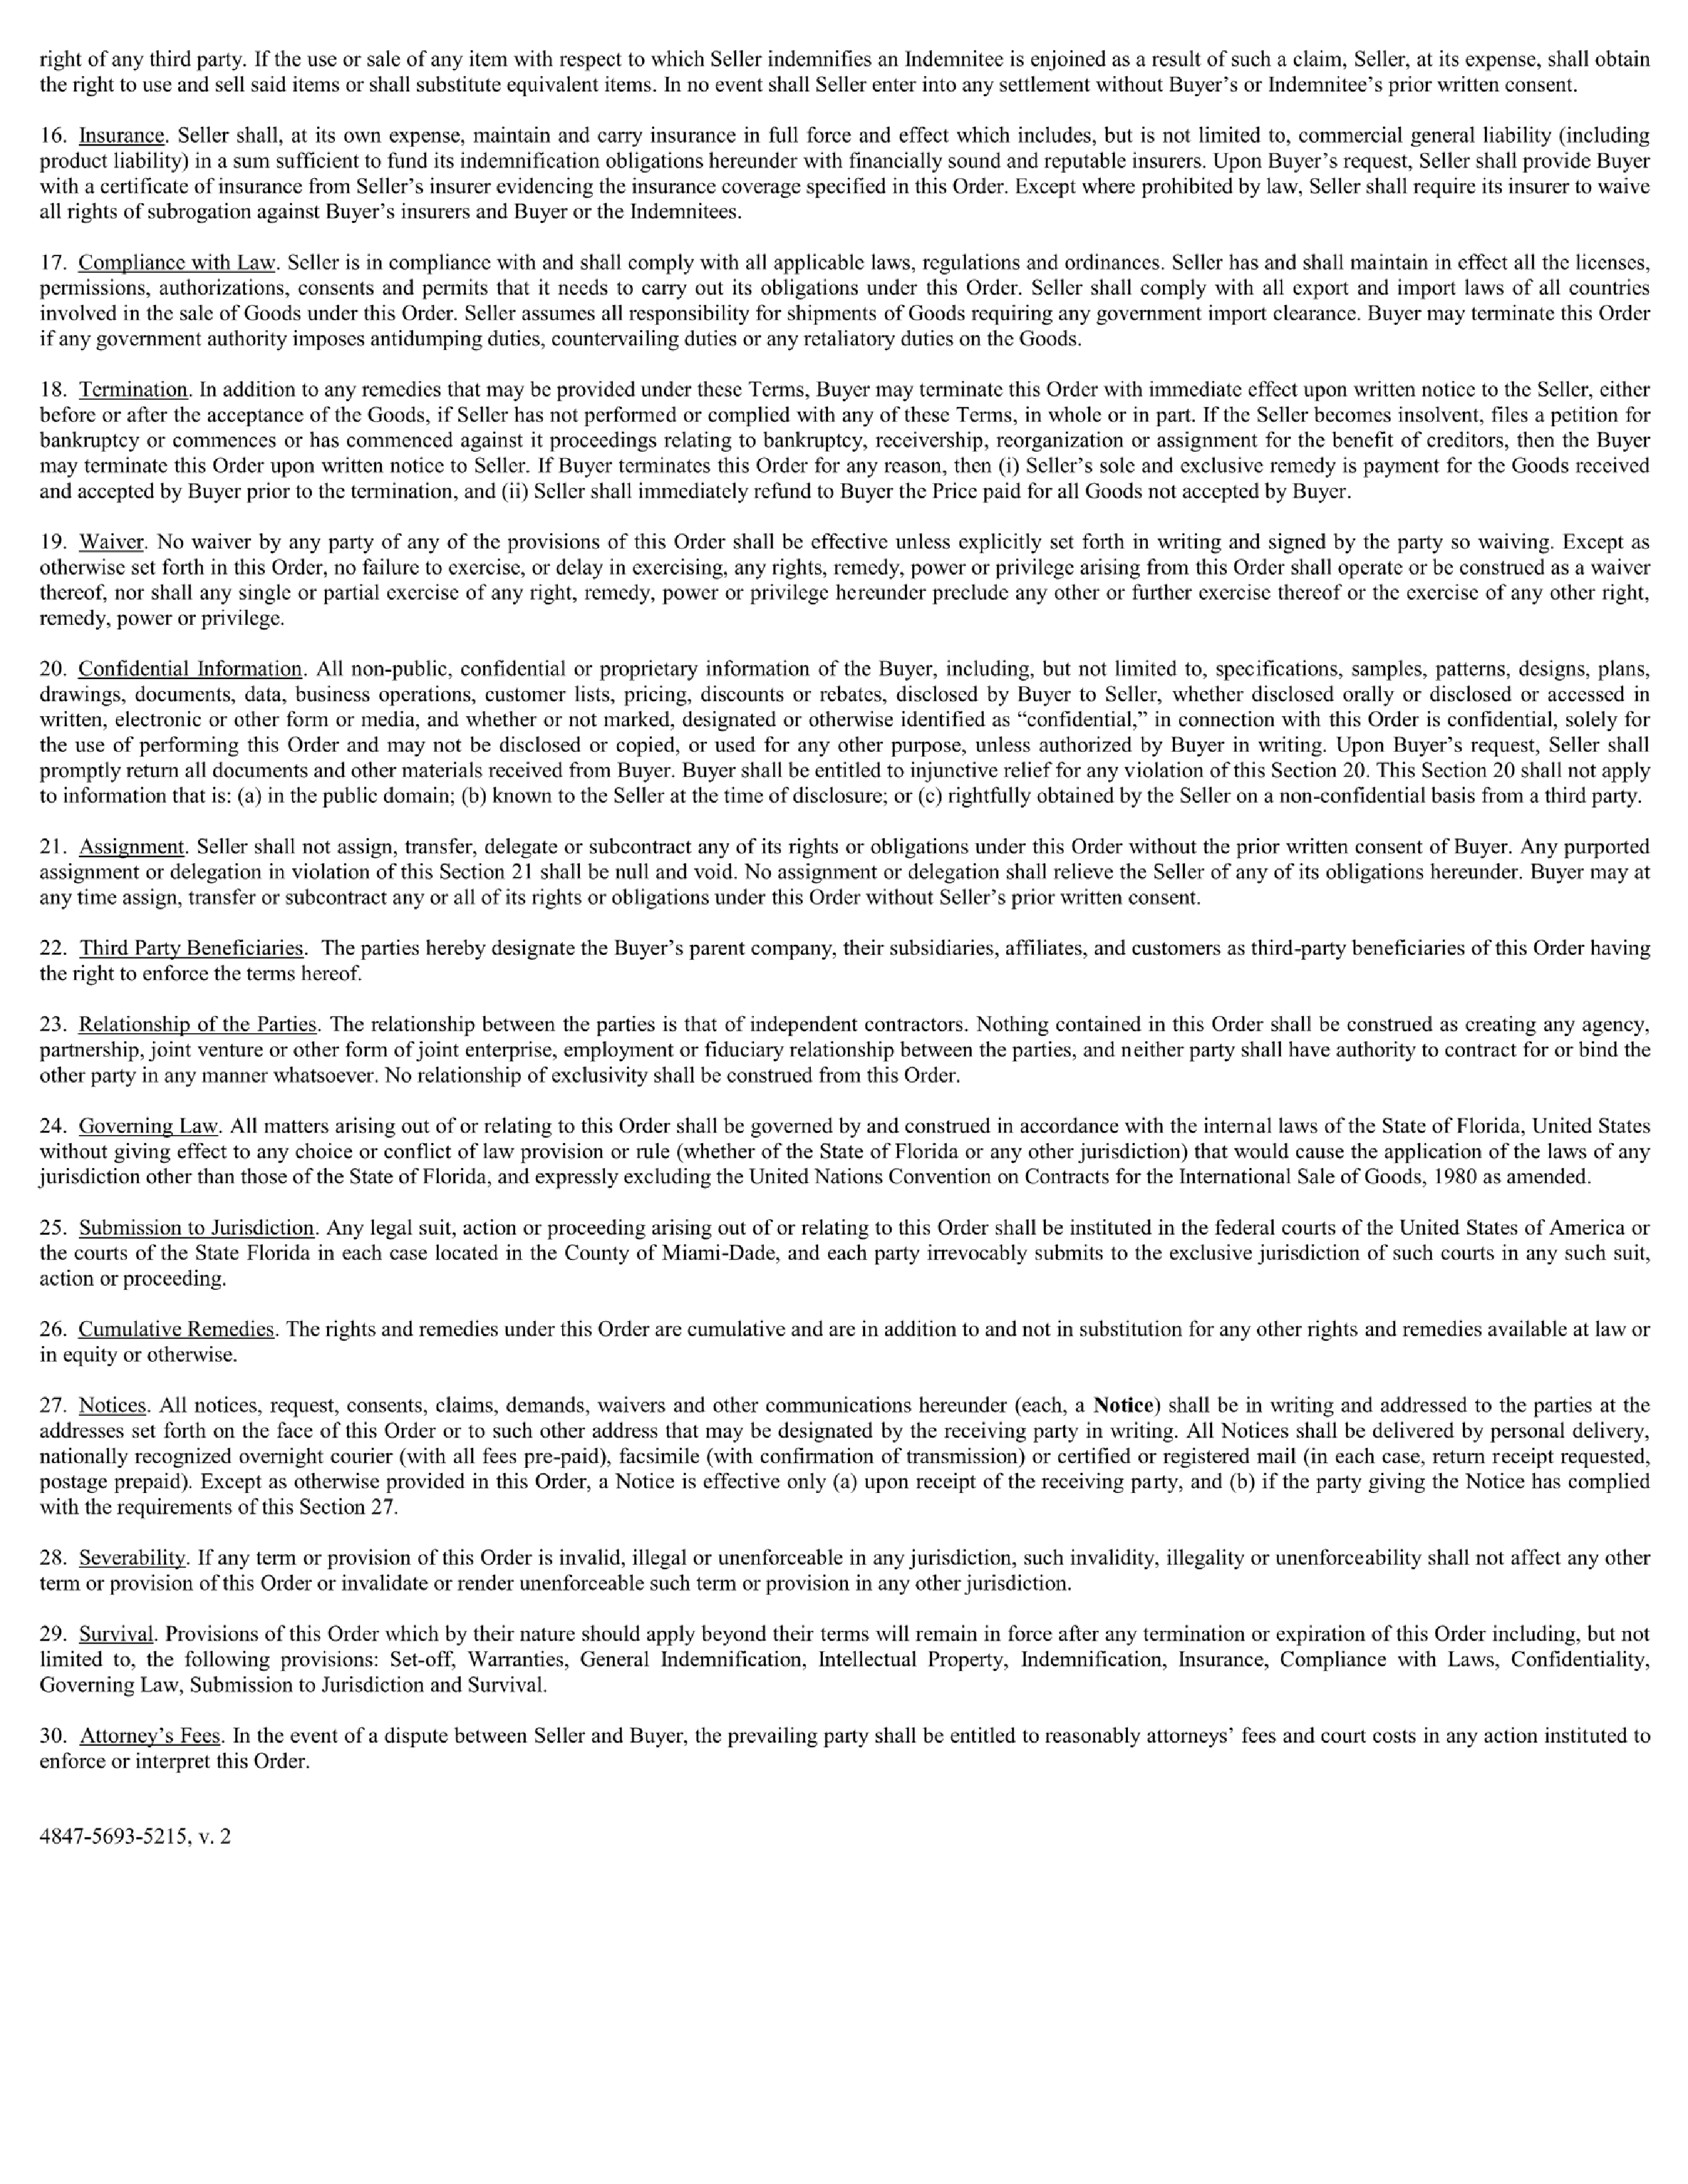 right of any third party. If the use or sale of any item with respect to which Seller indemnifies an Indemnitee is enjoined as a result of such a claim, Seller, at its expense, shall obtain
the right to use and sell said items or shall substitute equivalent items. In no event shall Seller enter into any settlement without Buyer’s or Indemnitee’s prior written consent.
16. Insurance. Seller shall, at its own expense, maintain and carry insurance in full force and effect which includes, but is not limited to, commercial general liability (including
product liability) in a sum sufficient to fund its indemnification obligations hereunder with financially sound and reputable insurers. Upon Buyer’s request, Seller shall provide Buyer
with a certificate of insurance from Seller’s insurer evidencing the insurance coverage specified in this Order. Except where prohibited by law, Seller shall require its insurer to waive
all rights of subrogation against Buyer’s insurers and Buyer or the Indemnitees.
17. Compliance with Law. Seller is in compliance with and shall comply with all applicable laws, regulations and ordinances. Seller has and shall maintain in effect all the licenses,
permissions, authorizations, consents and permits that it needs to carry out its obligations under this Order. Seller shall comply with all export and import laws of all countries
involved in the sale of Goods under this Order. Seller assumes all responsibility for shipments of Goods requiring any government import clearance. Buyer may terminate this Order
if any government authority imposes antidumping duties, countervailing duties or any retaliatory duties on the Goods.
18. Termination. In addition to any remedies that may be provided under these Terms, Buyer may terminate this Order with immediate effect upon written notice to the Seller, either
before or after the acceptance of the Goods, if Seller has not performed or complied with any of these Terms, in whole or in part. If the Seller becomes insolvent, files a petition for
bankruptcy or commences or has commenced against it proceedings relating to bankruptcy, receivership, reorganization or assignment for the benefit of creditors, then the Buyer
may terminate this Order upon written notice to Seller. If Buyer terminates this Order for any reason, then (i) Seller’s sole and exclusive remedy is payment for the Goods received
and accepted by Buyer prior to the termination, and (ii) Seller shall immediately refund to Buyer the Price paid for all Goods not accepted by Buyer.
19. Waiver. No waiver by any party of any of the provisions of this Order shall be effective unless explicitly set forth in writing and signed by the party so waiving. Except as
otherwise set forth in this Order, no failure to exercise, or delay in exercising, any rights, remedy, power or privilege arising from this Order shall operate or be construed as a waiver
thereof, nor shall any single or partial exercise of any right, remedy, power or privilege hereunder preclude any other or further exercise thereof or the exercise of any other right,
remedy, power or privilege.
20. Confidential Information. All non-public, confidential or proprietary information of the Buyer, including, but not limited to, specifications, samples, patterns, designs, plans,
drawings, documents, data, business operations, customer lists, pricing, discounts or rebates, disclosed by Buyer to Seller, whether disclosed orally or disclosed or accessed in
written, electronic or other form or media, and whether or not marked, designated or otherwise identified as “confidential,” in connection with this Order is confidential, solely for
the use of performing this Order and may not be disclosed or copied, or used for any other purpose, unless authorized by Buyer in writing. Upon Buyer’s request, Seller shall
promptly return all documents and other materials received from Buyer. Buyer shall be entitled to injunctive relief for any violation of this Section 20. This Section 20 shall not apply
to information that is: (a) in the public domain; (b) known to the Seller at the time of disclosure; or (c) rightfully obtained by the Seller on a non-confidential basis from a third party.
21. Assignment. Seller shall not assign, transfer, delegate or subcontract any of its rights or obligations under this Order without the prior written consent of Buyer. Any purported
assignment or delegation in violation of this Section 21 shall be null and void. No assignment or delegation shall relieve the Seller of any of its obligations hereunder. Buyer may at
any time assign, transfer or subcontract any or all of its rights or obligations under this Order without Seller’s prior written consent.
22. Third Party Beneficiaries. The parties hereby designate the Buyer’s parent company, their subsidiaries, affiliates, and customers as third-party beneficiaries of this Order having
the right to enforce the terms hereof.
23. Relationship of the Parties. The relationship between the parties is that of independent contractors. Nothing contained in this Order shall be construed as creating any agency,
partnership, joint venture or other form of joint enterprise, employment or fiduciary relationship between the parties, and neither party shall have authority to contract for or bind the
other party in any manner whatsoever. No relationship of exclusivity shall be construed from this Order.
24. Governing Law. All matters arising out of or relating to this Order shall be governed by and construed in accordance with the internal laws of the State of Florida, United States
without giving effect to any choice or conflict of law provision or rule (whether of the State of Florida or any other jurisdiction) that would cause the application of the laws of any
jurisdiction other than those of the State of Florida, and expressly excluding the United Nations Convention on Contracts for the International Sale of Goods, 1980 as amended.
25. Submission to Jurisdiction. Any legal suit, action or proceeding arising out of or relating to this Order shall be instituted in the federal courts of the United States of America or
the courts of the State Florida in each case located in the County of Miami-Dade, and each party irrevocably submits to the exclusive jurisdiction of such courts in any such suit,
action or proceeding.
26. Cumulative Remedies. The rights and remedies under this Order are cumulative and are in addition to and not in substitution for any other rights and remedies available at law or
in equity or otherwise.
27. Notices. All notices, request, consents, claims, demands, waivers and other communications hereunder (each, a Notice) shall be in writing and addressed to the parties at the
addresses set forth on the face of this Order or to such other address that may be designated by the receiving party in writing. All Notices shall be delivered by personal delivery,
nationally recognized overnight courier (with all fees pre-paid), facsimile (with confirmation of transmission) or certified or registered mail (in each case, return receipt requested,
postage prepaid). Except as otherwise provided in this Order, a Notice is effective only (a) upon receipt of the receiving party, and (b) if the party giving the Notice has complied
with the requirements of this Section 27.
28. Severability. If any term or provision of this Order is invalid, illegal or unenforceable in any jurisdiction, such invalidity, illegality or unenforceability shall not affect any other
term or provision of this Order or invalidate or render unenforceable such term or provision in any other jurisdiction.
29. Survival. Provisions of this Order which by their nature should apply beyond their terms will remain in force after any termination or expiration of this Order including, but not
limited to, the following provisions: Set-off, Warranties, General Indemnification, Intellectual Property, Indemnification, Insurance, Compliance with Laws, Confidentiality,
Governing Law, Submission to Jurisdiction and Survival.
30. Attorney’s Fees. In the event of a dispute between Seller and Buyer, the prevailing party shall be entitled to reasonably attorneys’ fees and court costs in any action instituted to
enforce or interpret this Order.
4847-5693-5215, v. 2